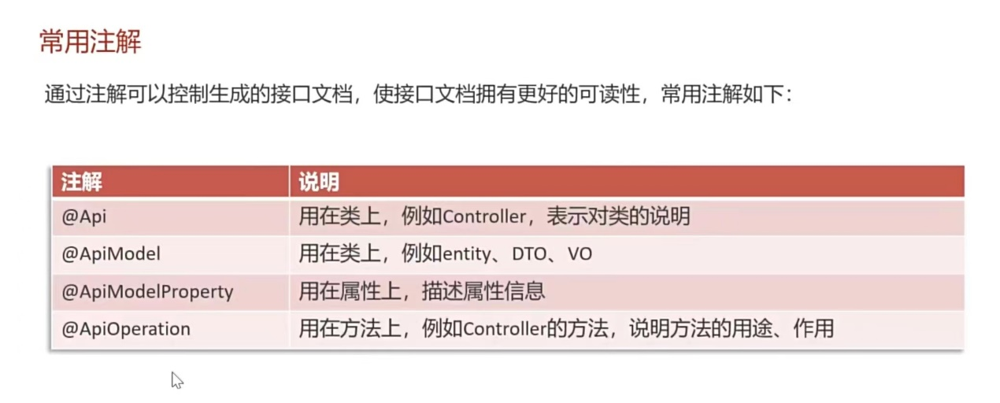 常用注解
通过注解可以控制生成的接口文档，使接口文档拥有更好的可读性，常用注解如下：
注解 说明
@Api 用在类上，例如Controller，表示对类的说明
@ApiModel 用在类上，例如entity、DTO、VO
@ApiModelProperty 用在属性上，描述属性信息
@ApiOperation 用在方法上，例如Controller的方法，说明方法的用途、作用